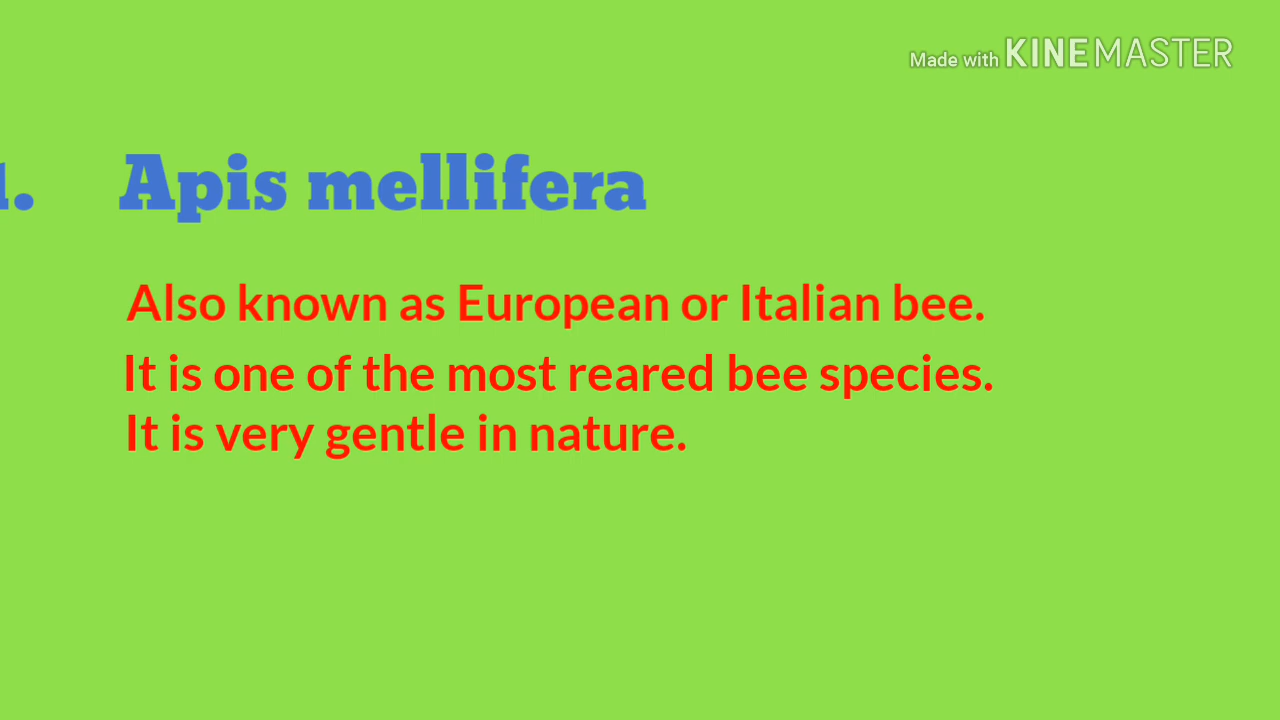 Made with KINEMASTER
1. Apis mellifera
Also known as European or Italian bee.
It is one of the most reared bee species.
It is very gentle in nature.